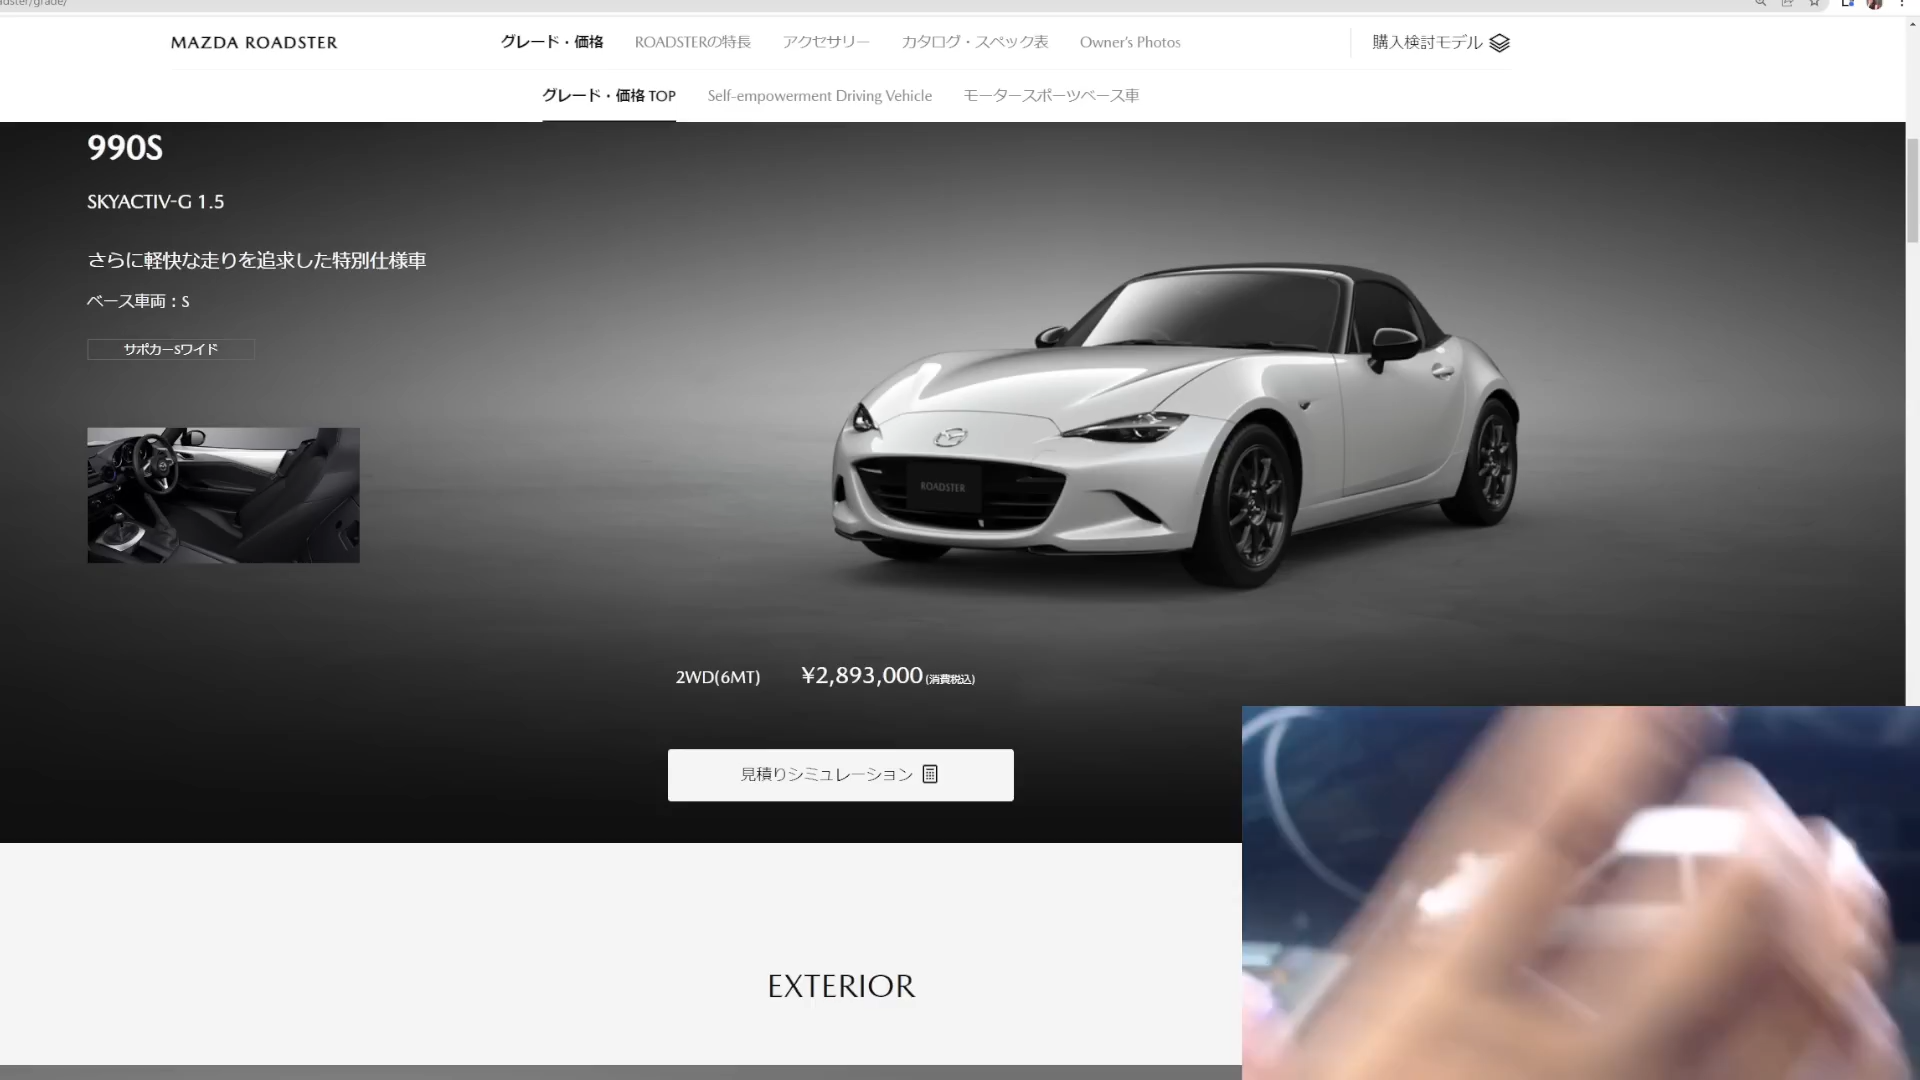 adster/grade/
MAZDA ROADSTER
グレード・価格
ROADSTERの特長
アクセサリー
カタログ・スペック表
Owner's Photos
購入検討モデル
グレード・価格 TOP
Self-empowerment Driving Vehicle
モータースポーツベース車
990S
SKYACTIV-G 1.5
さらに軽快な走りを追求した特別仕様車
ベース車両：S
サポカーSワイド
ROADSTER
2WD(6MT) ¥2,893,000 (消費税込)
見積りシミュレーション
EXTERIOR